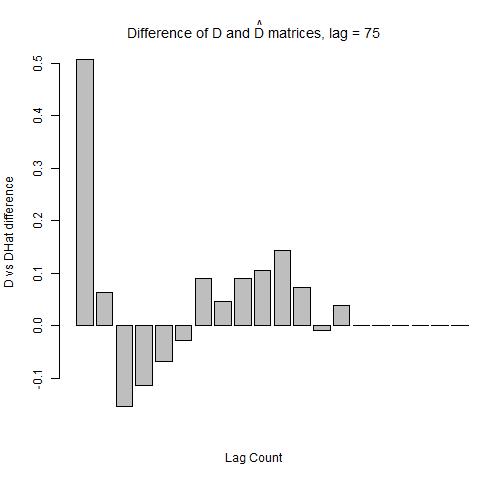 Difference of D and D̂ matrices, lag = 75
0.5
0.4
0.3
0.2
0.1
0.0
-0.1
D vs DHat difference
Lag Count